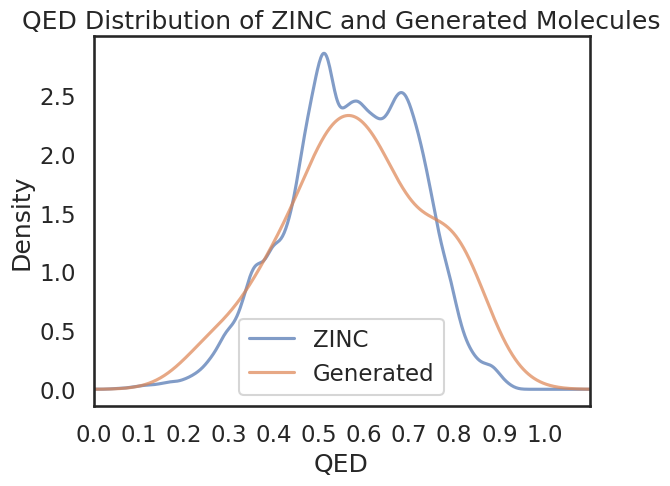 QED Distribution of ZINC and Generated Molecules
Density
2.5
2.0
1.5
1.0
0.5
0.0
ZINC
Generated
0.0 0.1 0.2 0.3 0.4 0.5 0.6 0.7 0.8 0.9 1.0
QED